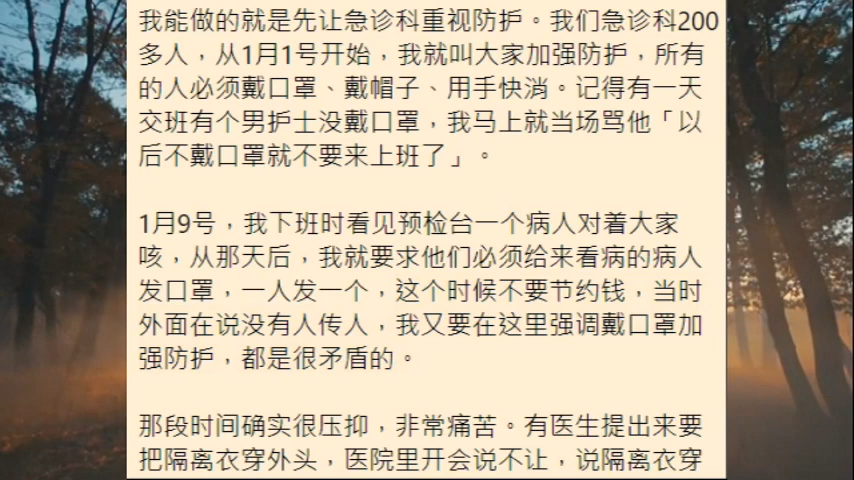 我能做的就是先让急诊科重视防护。我们急诊科200
多人，从1月1号开始，我就叫大家加强防护，所有
的人必须戴口罩、戴帽子、用手快消。记得有一天
交班有个男护士没戴口罩，我马上就当场骂他「以
后不戴口罩就不要来上班了」。
1月9号，我下班时看见预检台一个病人对着大家
咳，从那天后，我就要求他们必须给来看病的病人
发口罩，一人发一个，这个时候不要节约钱，当时
外面在说没有人传人，我又要在这里强调戴口罩加
强防护，都是很矛盾的。
那段时间确实很压抑，非常痛苦。有医生提出来要
把隔离衣穿外头，医院里开会说不让，说隔离衣穿